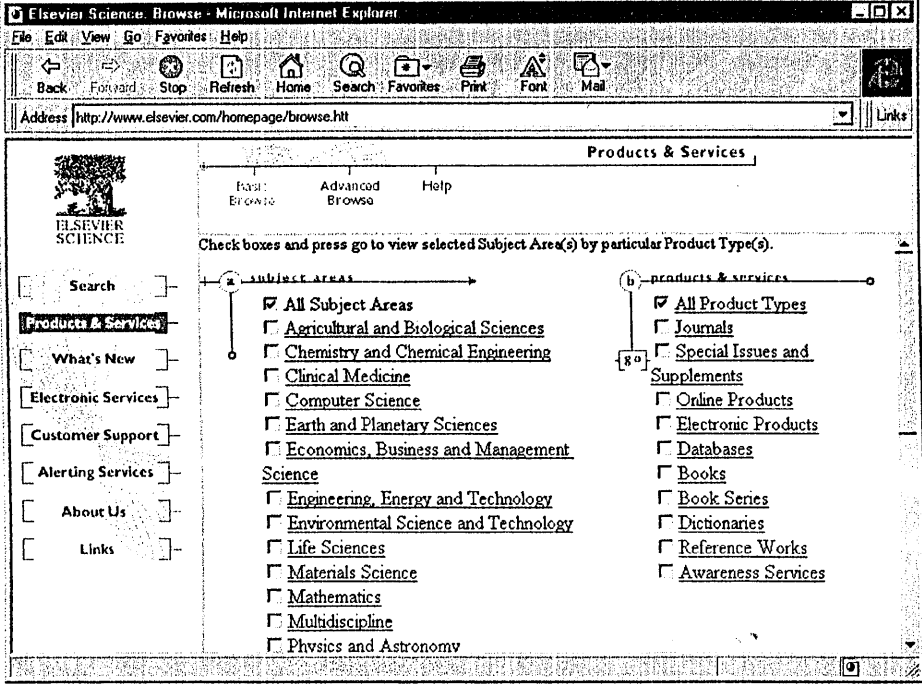 Elsevier Science. Browse - Microsoft Internet Explorer
File Edit View Go Favorites Help
Back Forward Stop Refresh Home Search Favorites Print Font Mail
Address http://www.elsevier.com/homepage/browse.htt Links
Products & Services
Basic Browse
Advanced Browse
Help
ELSEVIER
SCIENCE
Check boxes and press go to view selected Subject Area(s) by particular Product Type(s).
Search
Products & Services
What's New
Electronic Services
Customer Support
Alerting Services
About Us
Links
a subject areas
All Subject Areas
Agricultural and Biological Sciences
Chemistry and Chemical Engineering
Clinical Medicine
Computer Science
Earth and Planetary Sciences
Economics, Business and Management
Science
Engineering, Energy and Technology
Environmental Science and Technology
Life Sciences
Materials Science
Mathematics
Multidiscipline
Physics and Astronomy
b products & services
go
All Product Types
Journals
Special Issues and
Supplements
Online Products
Electronic Products
Databases
Books
Book Series
Dictionaries
Reference Works
Awareness Services